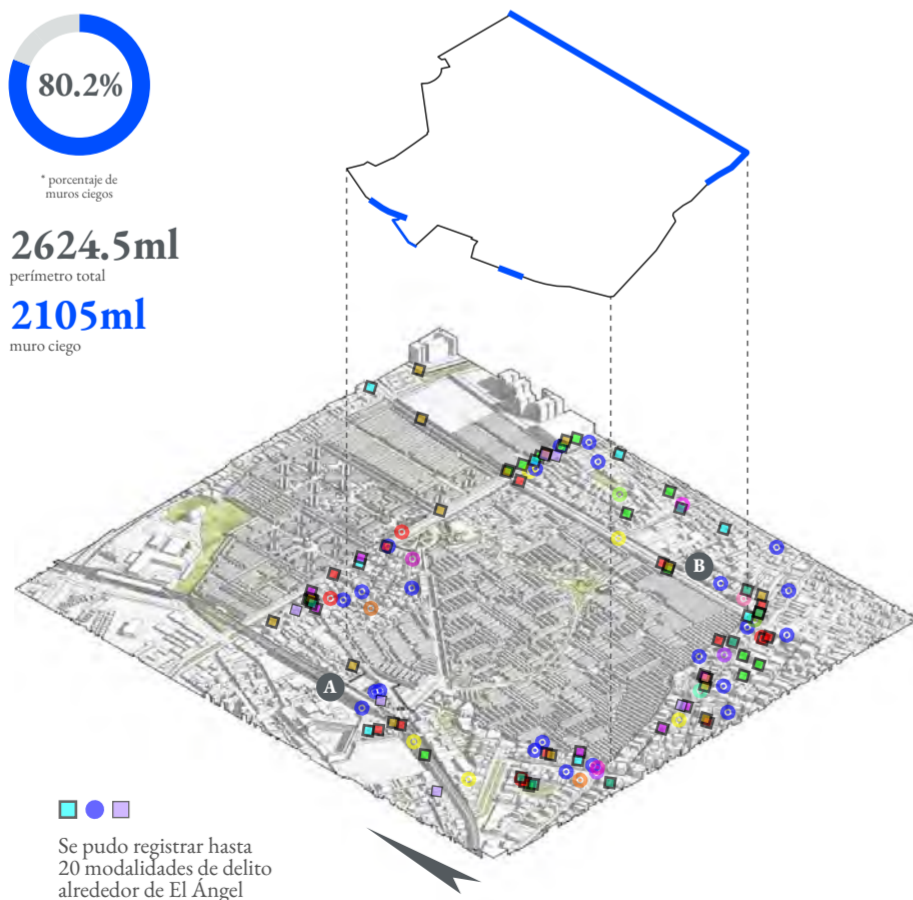 80.2%
* porcentaje de
muros ciegos
2624.5ml
perímetro total
2105ml
muro ciego
B
A
Se pudo registrar hasta
20 modalidades de delito
alrededor de El Ángel